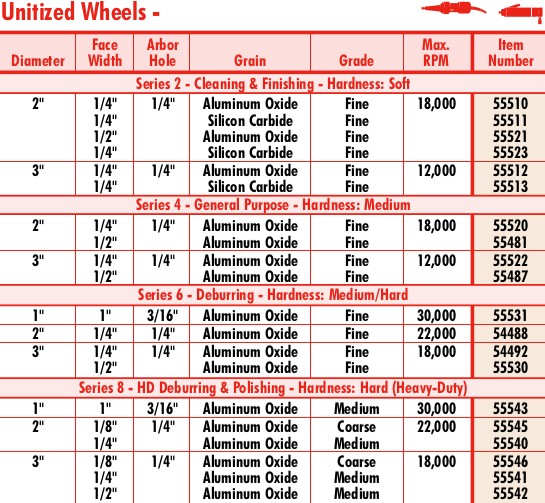 Unitized Wheels -
Diameter Face Width Arbor Hole Grain Grade Max. RPM Item Number
Series 2 - Cleaning & Finishing - Hardness: Soft
2" 1/4" 1/4" Aluminum Oxide Fine 18,000 55510
1/4" Silicon Carbide Fine 55511
1/2" Aluminum Oxide Fine 55521
1/4" Silicon Carbide Fine 55523
3" 1/4" 1/4" Aluminum Oxide Fine 12,000 55512
1/4" Silicon Carbide Fine 55513
Series 4 - General Purpose - Hardness: Medium
2" 1/4" 1/4" Aluminum Oxide Fine 18,000 55520
1/2" Aluminum Oxide Fine 55481
3" 1/4" 1/4" Aluminum Oxide Fine 12,000 55522
1/2" Aluminum Oxide Fine 55487
Series 6 - Deburring - Hardness: Medium/Hard
1" 1" 3/16" Aluminum Oxide Fine 30,000 55531
2" 1/4" 1/4" Aluminum Oxide Fine 22,000 54488
3" 1/4" 1/4" Aluminum Oxide Fine 18,000 54492
1/2" Aluminum Oxide Fine 55530
Series 8 - HD Deburring & Polishing - Hardness: Hard (Heavy-Duty)
1" 1" 3/16" Aluminum Oxide Medium 30,000 55543
2" 1/8" 1/4" Aluminum Oxide Coarse 22,000 55545
1/4" Aluminum Oxide Medium 55540
3" 1/8" 1/4" Aluminum Oxide Coarse 18,000 55546
1/4" Aluminum Oxide Medium 55541
1/2" Aluminum Oxide Medium 55542